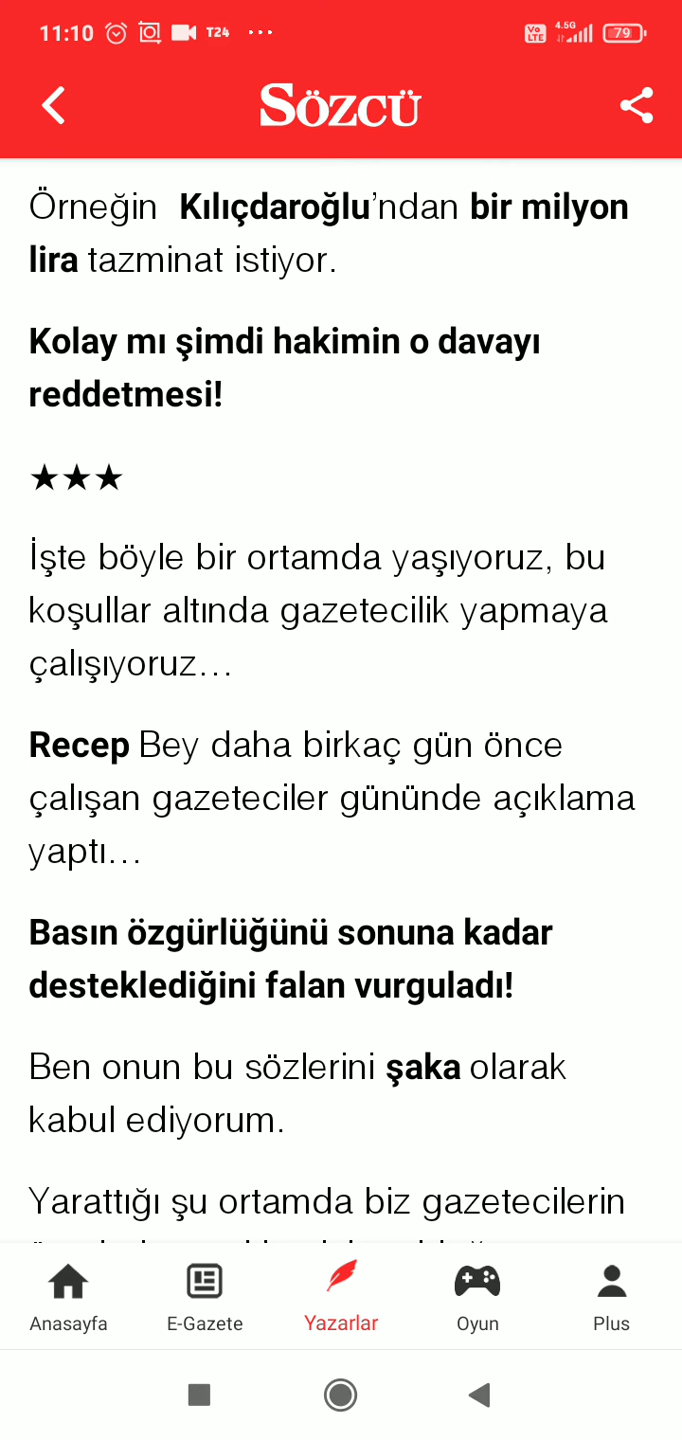 11:10 T24 ... Vo LTE 4.5G 79
SÖZCÜ
Örneğin Kılıçdaroğlu’ndan bir milyon
lira tazminat istiyor.
Kolay mı şimdi hakimin o davayı
reddetmesi!
★★★
İşte böyle bir ortamda yaşıyoruz, bu
koşullar altında gazetecilik yapmaya
çalışıyoruz…
Recep Bey daha birkaç gün önce
çalışan gazeteciler gününde açıklama
yaptı…
Basın özgürlüğünü sonuna kadar
desteklediğini falan vurguladı!
Ben onun bu sözlerini şaka olarak
kabul ediyorum.
Yarattığı şu ortamda biz gazetecilerin
Anasayfa E-Gazete Yazarlar Oyun Plus